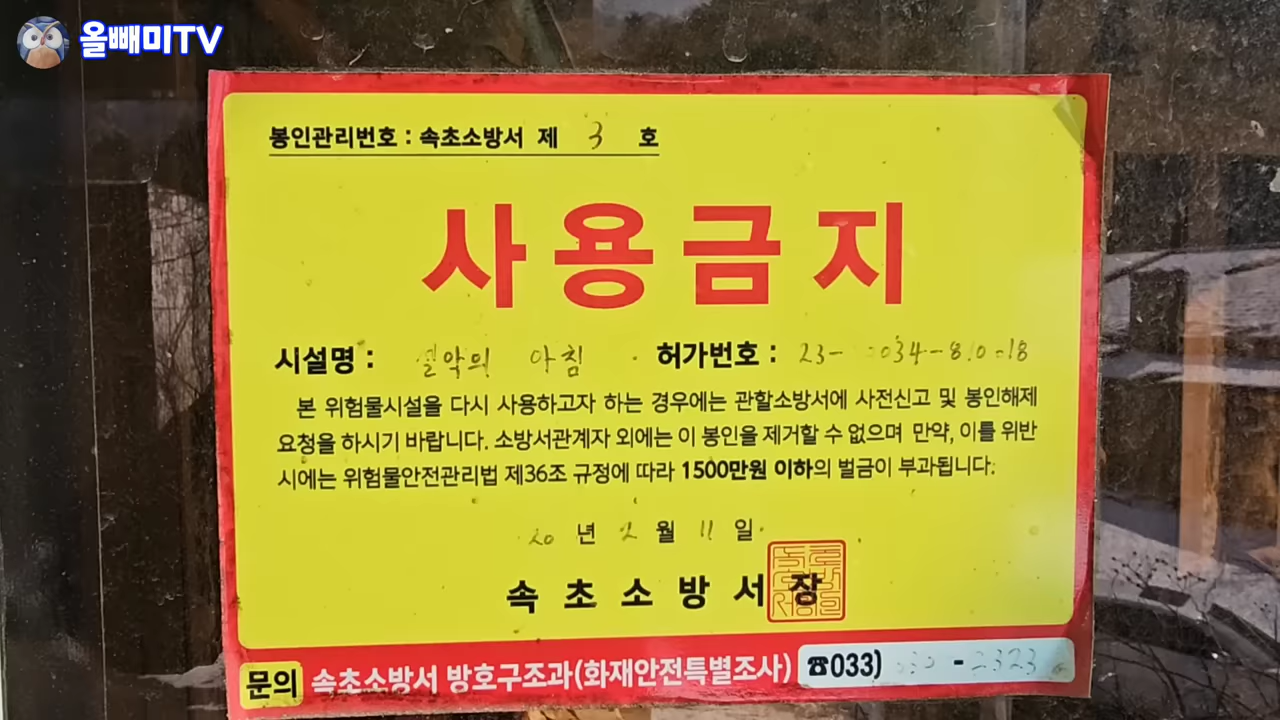 올빼미TV
봉인관리번호 : 속초소방서 제 3 호
사용금지
시설명 : 설악의 아침 허가번호 :
본 위험물시설을 다시 사용하고자 하는 경우에는 관할소방서에 사전신고 및 봉인해제
요청을 하시기 바랍니다. 소방서관계자 외에는 이 봉인을 제거할 수 없으며 만약, 이를 위반
시에는 위험물안전관리법 제36조 규정에 따라 1500만원 이하의 벌금이 부과됩니다.
20 년 2 월 11 일
속초소방서장
문의 속초소방서 방호구조과(화재안전특별조사) ☎033) - 2323